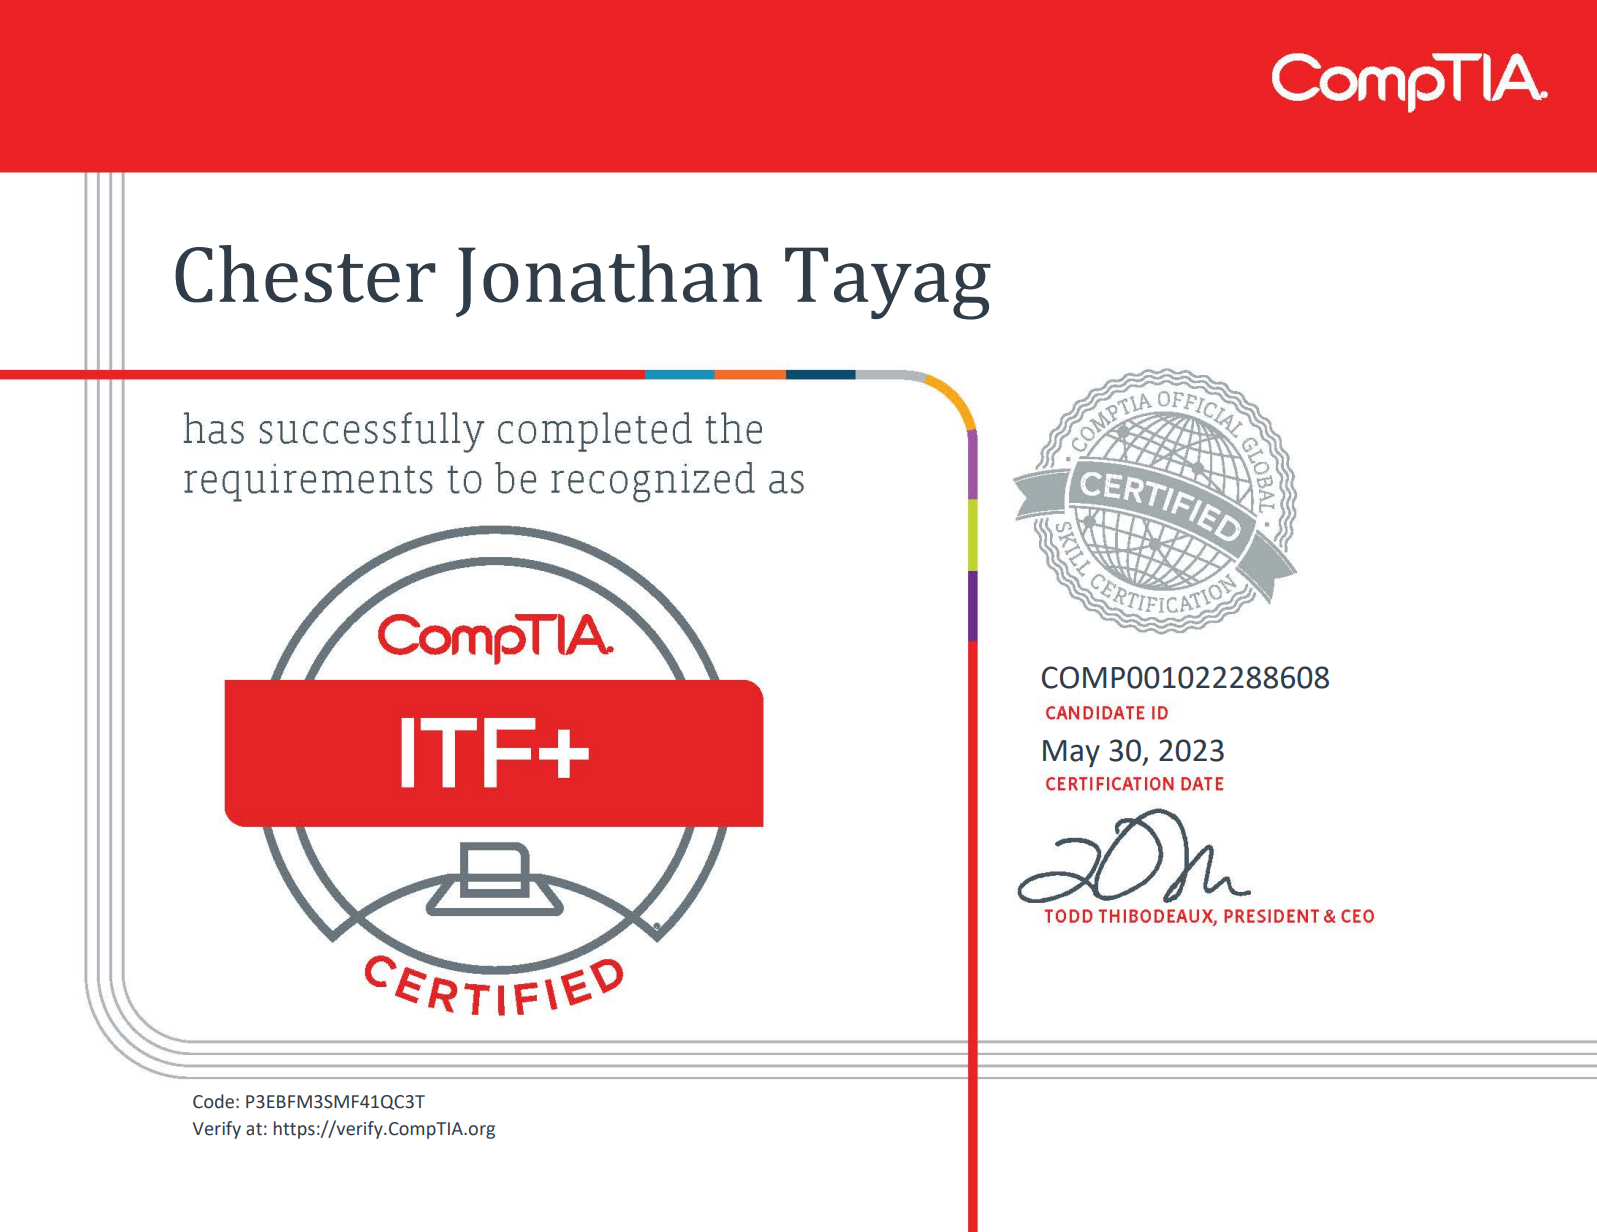 CompTIA.
Chester Jonathan Tayag
has successfully completed the
requirements to be recognized as
CompTIA.
ITF+
CERTIFIED
COMPTIA OFFICIAL GLOBAL
CERTIFIED
SKILL CERTIFICATION
COMP001022288608
CANDIDATE ID
May 30, 2023
CERTIFICATION DATE
TODD THIBODEAUX, PRESIDENT & CEO
Code: P3EBFM3SMF41QC3T
Verify at: https://verify.CompTIA.org